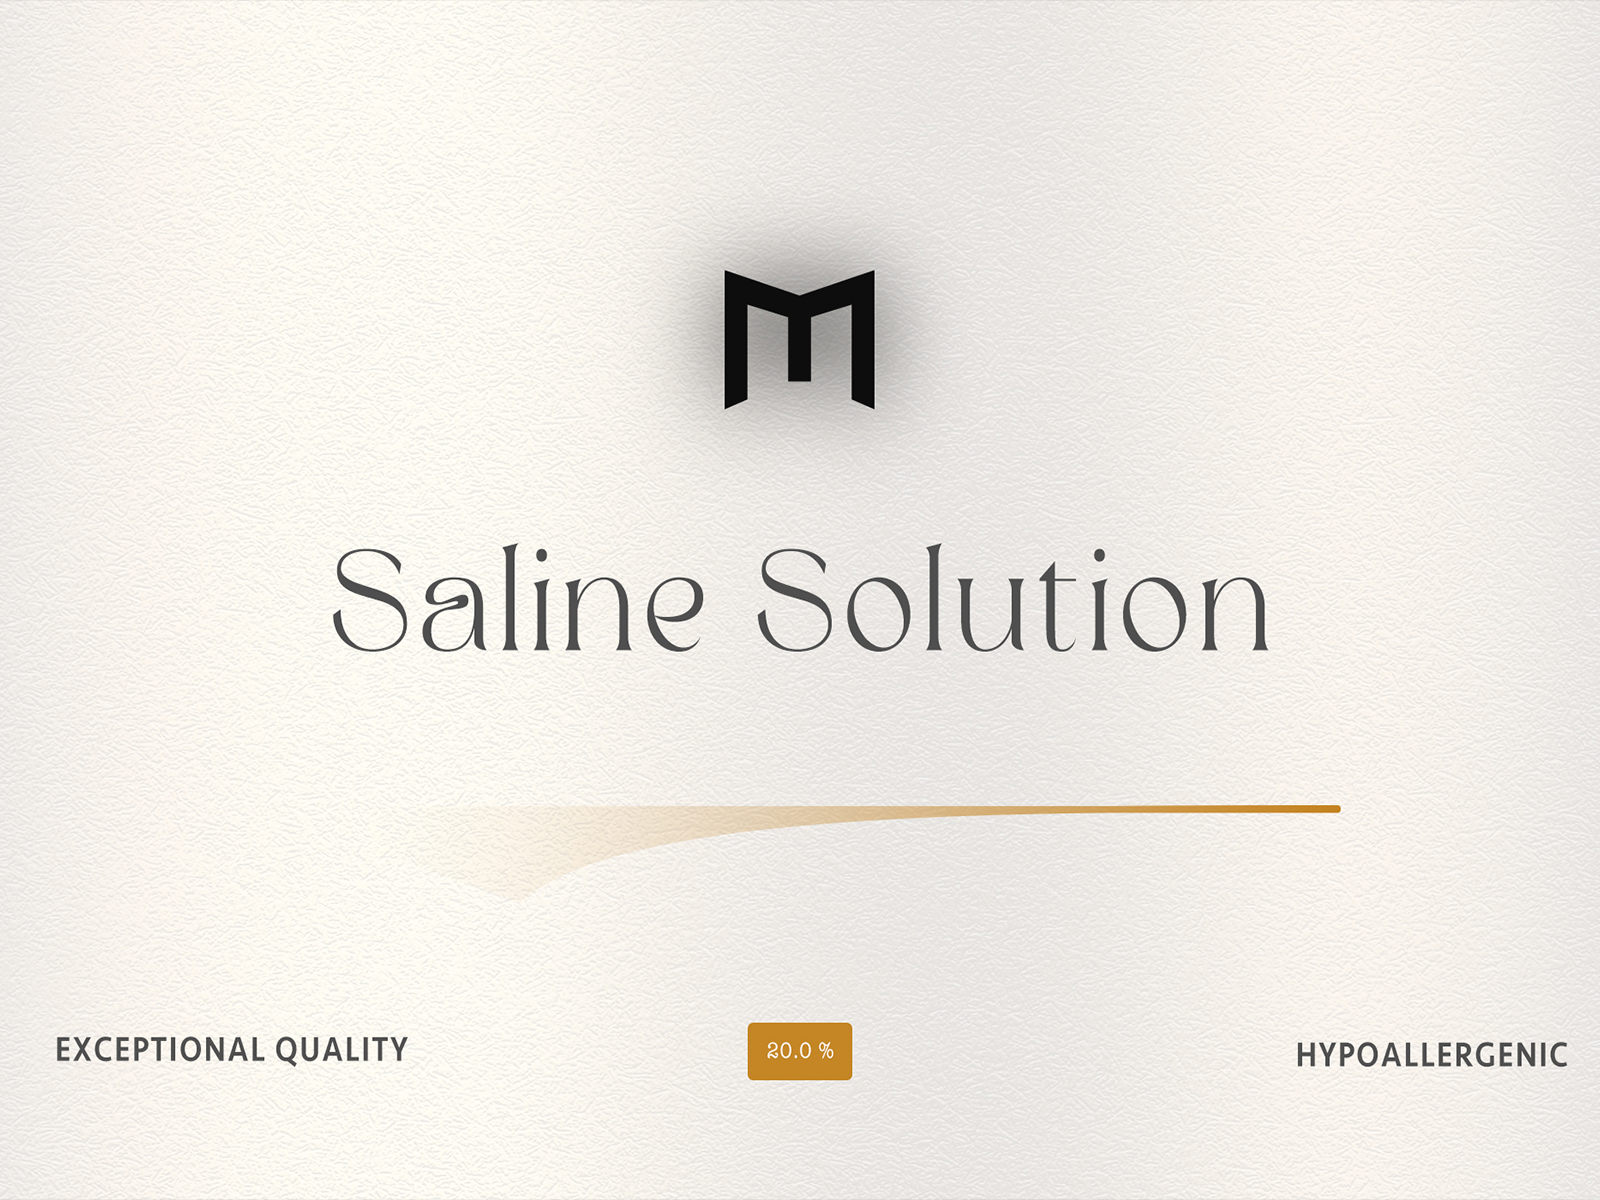 M
Saline Solution
EXCEPTIONAL QUALITY
20.0 %
HYPOALLERGENIC